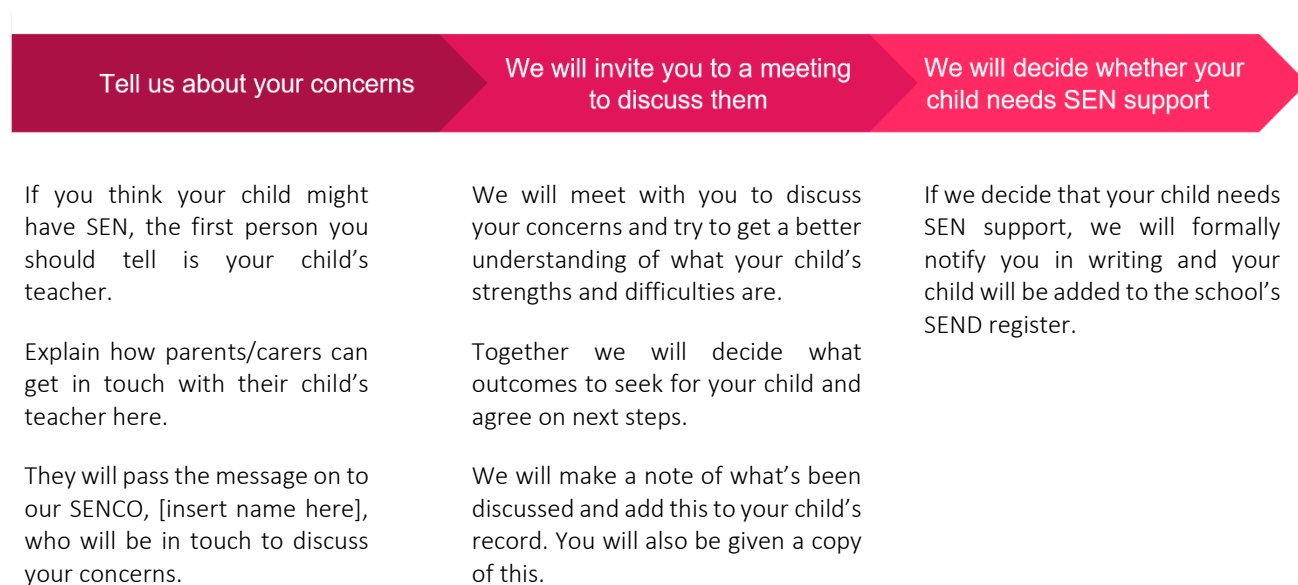 Tell us about your concerns
We will invite you to a meeting
to discuss them
We will decide whether your
child needs SEN support
If you think your child might
have SEN, the first person you
should tell is your child’s
teacher.
Explain how parents/carers can
get in touch with their child’s
teacher here.
They will pass the message on to
our SENCO, [insert name here],
who will be in touch to discuss
your concerns.
We will meet with you to discuss
your concerns and try to get a better
understanding of what your child’s
strengths and difficulties are.
Together we will decide what
outcomes to seek for your child and
agree on next steps.
We will make a note of what’s been
discussed and add this to your child’s
record. You will also be given a copy
of this.
If we decide that your child needs
SEN support, we will formally
notify you in writing and your
child will be added to the school’s
SEND register.